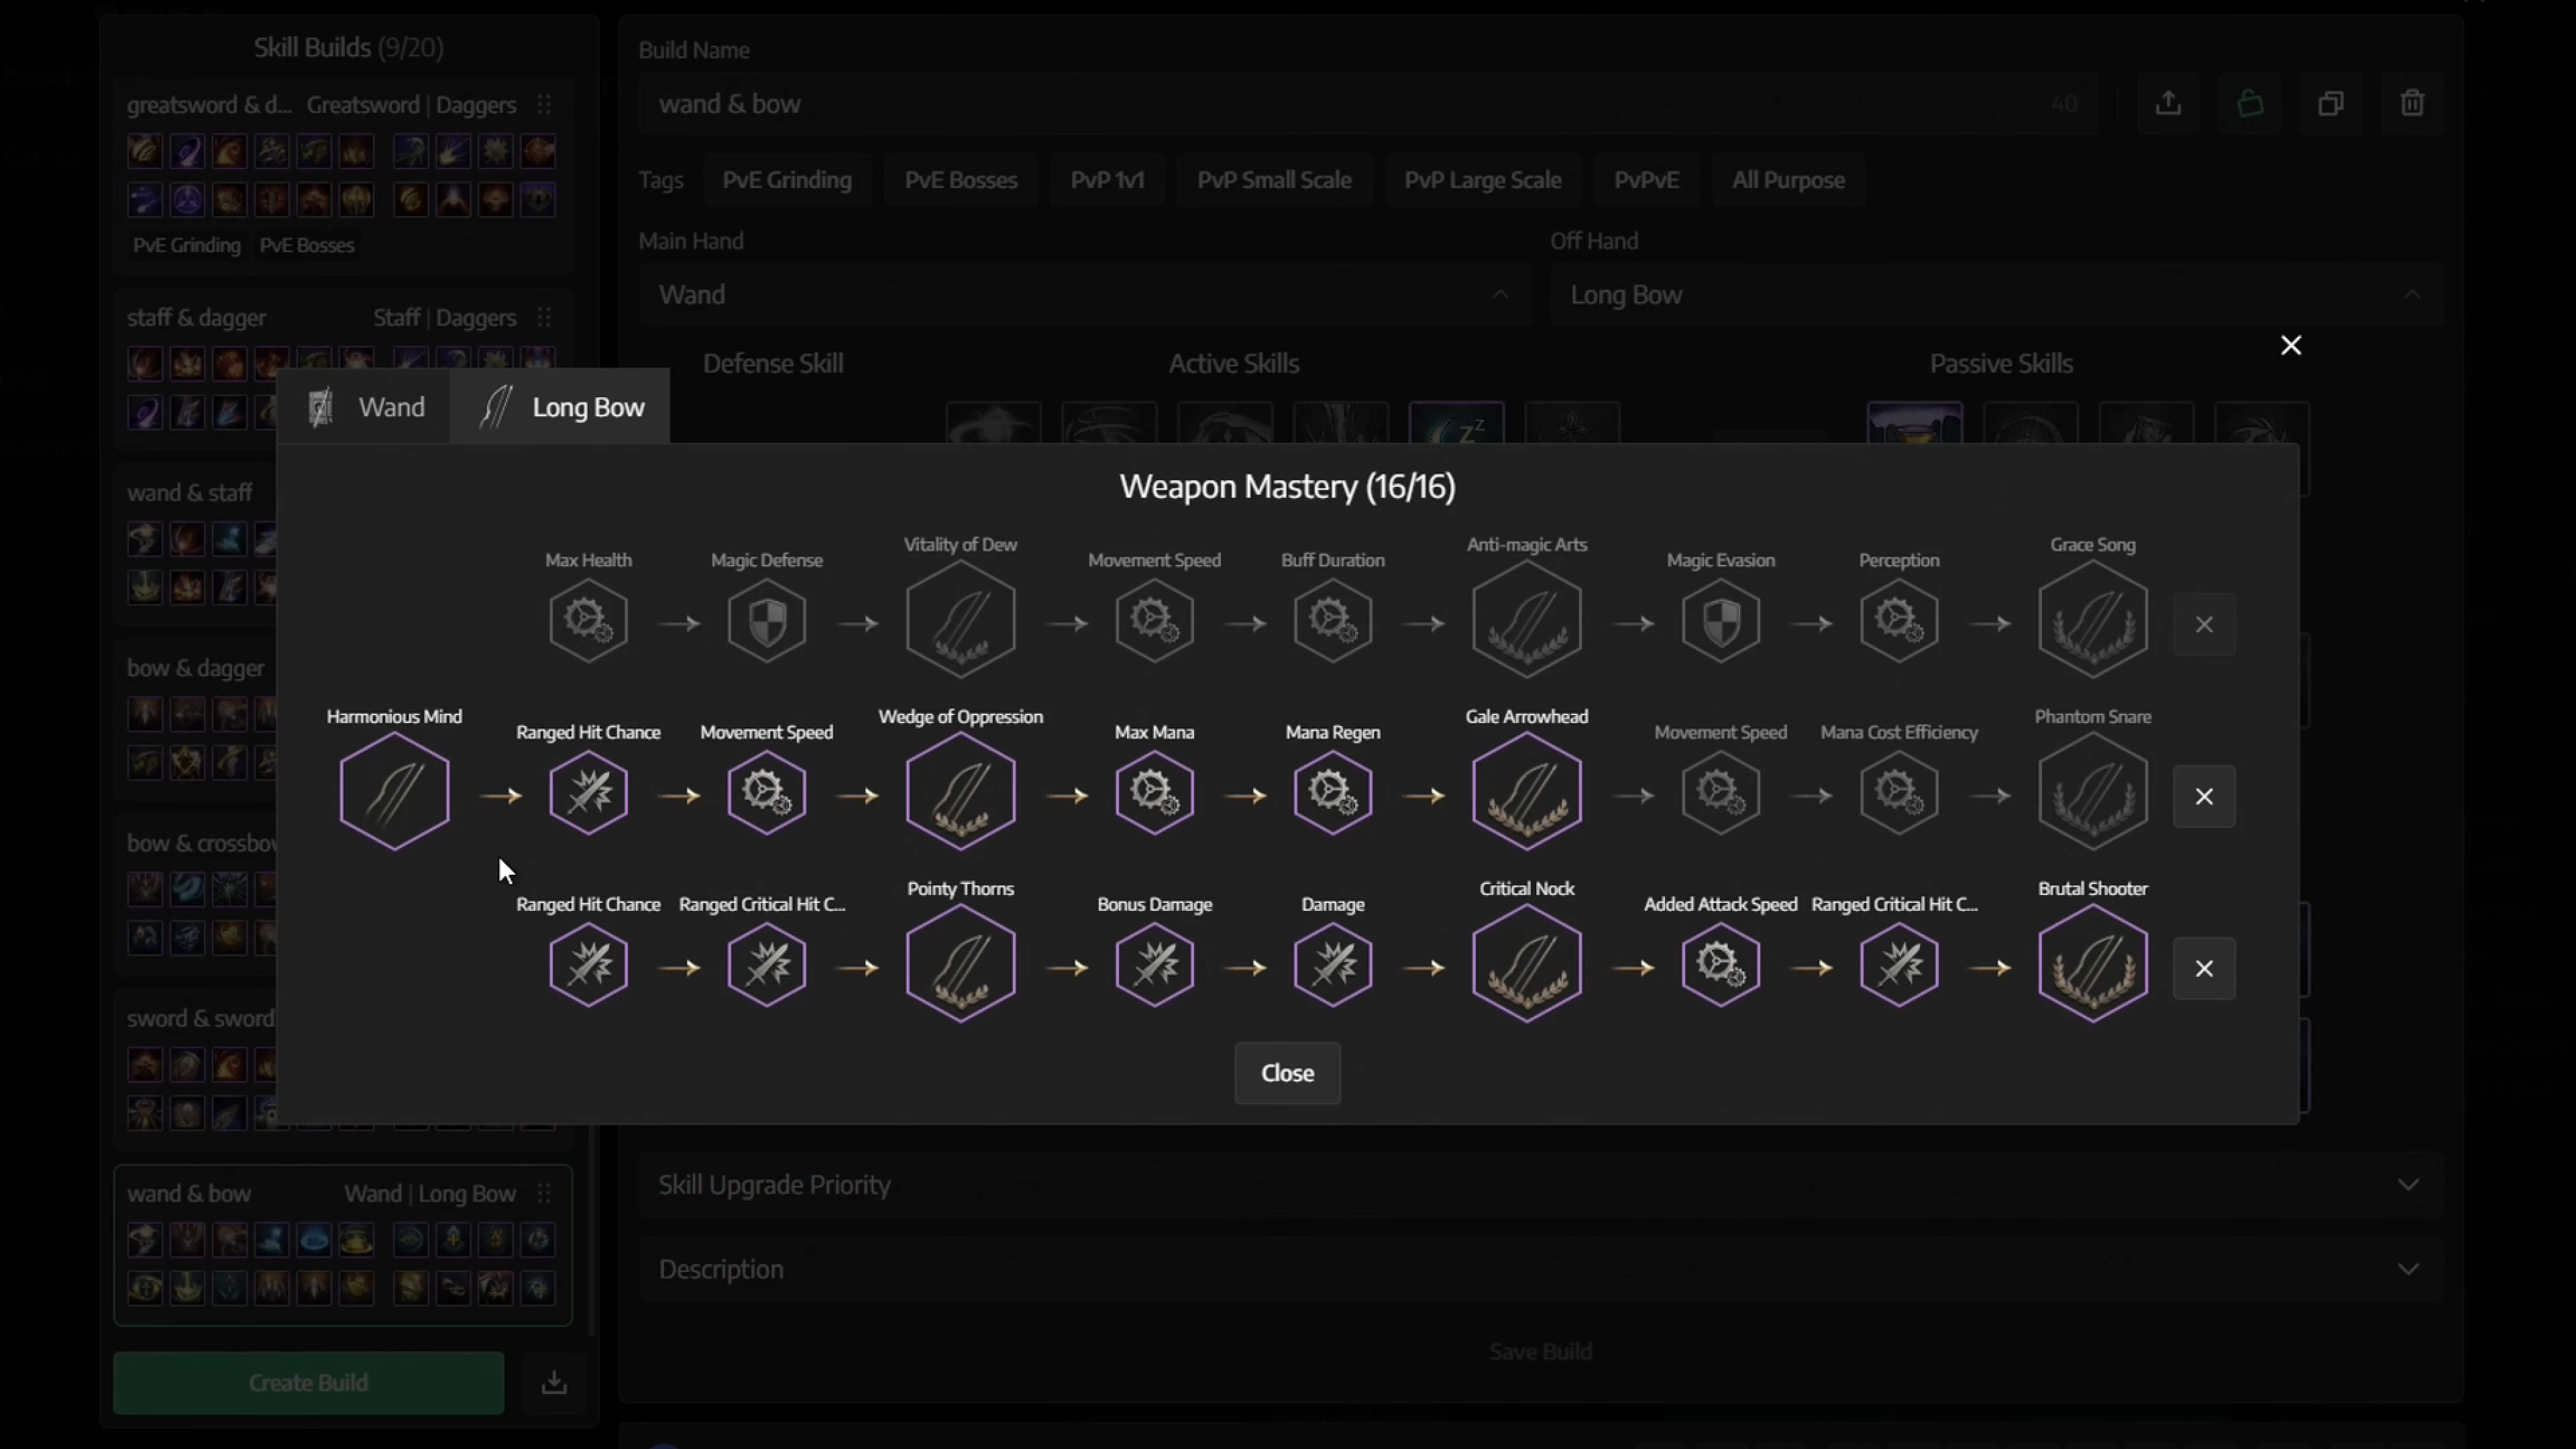 Skill Builds (9/20)
greatsword & d... Greatsword | Daggers
PvE Grinding PvE Bosses
staff & dagger Staff | Daggers
wand & staff
bow & dagger
bow & crossbow
sword & sword
wand & bow Wand | Long Bow
Create Build
Build Name
wand & bow 40
Tags PvE Grinding PvE Bosses PvP 1v1 PvP Small Scale PvP Large Scale PvPvE All Purpose
Main Hand Off Hand
Wand Long Bow
Defense Skill Active Skills Passive Skills
Wand Long Bow
Weapon Mastery (16/16)
Max Health Magic Defense Vitality of Dew Movement Speed Buff Duration Anti-magic Arts Magic Evasion Perception Grace Song
Harmonious Mind Ranged Hit Chance Movement Speed Wedge of Oppression Max Mana Mana Regen Gale Arrowhead Movement Speed Mana Cost Efficiency Phantom Snare
Ranged Hit Chance Ranged Critical Hit C... Pointy Thorns Bonus Damage Damage Critical Nock Added Attack Speed Ranged Critical Hit C... Brutal Shooter
Close
Skill Upgrade Priority
Description
Save Build